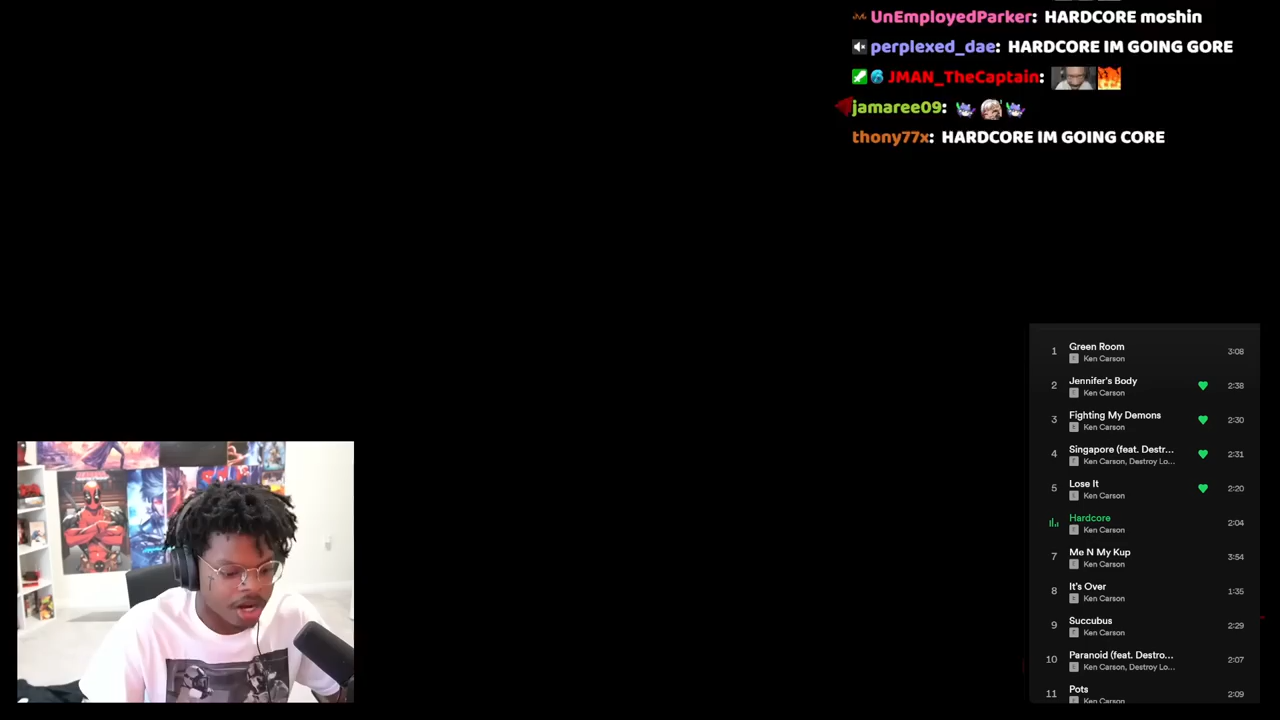 UnEmployedParker: HARDCORE moshin
perplexed_dae: HARDCORE IM GOING GORE
JMAN_TheCaptain:
jamaree09:
thony77x: HARDCORE IM GOING CORE
1 Green Room 3:08
E Ken Carson
2 Jennifer's Body 2:38
E Ken Carson
3 Fighting My Demons 2:30
E Ken Carson
4 Singapore (feat. Destr... 2:31
E Ken Carson, Destroy Lo...
5 Lose It 2:20
E Ken Carson
Hardcore 2:04
E Ken Carson
7 Me N My Kup 3:54
E Ken Carson
8 It's Over 1:35
E Ken Carson
9 Succubus 2:29
E Ken Carson
10 Paranoid (feat. Destro... 2:07
E Ken Carson, Destroy Lo...
11 Pots 2:09
E Ken Carson